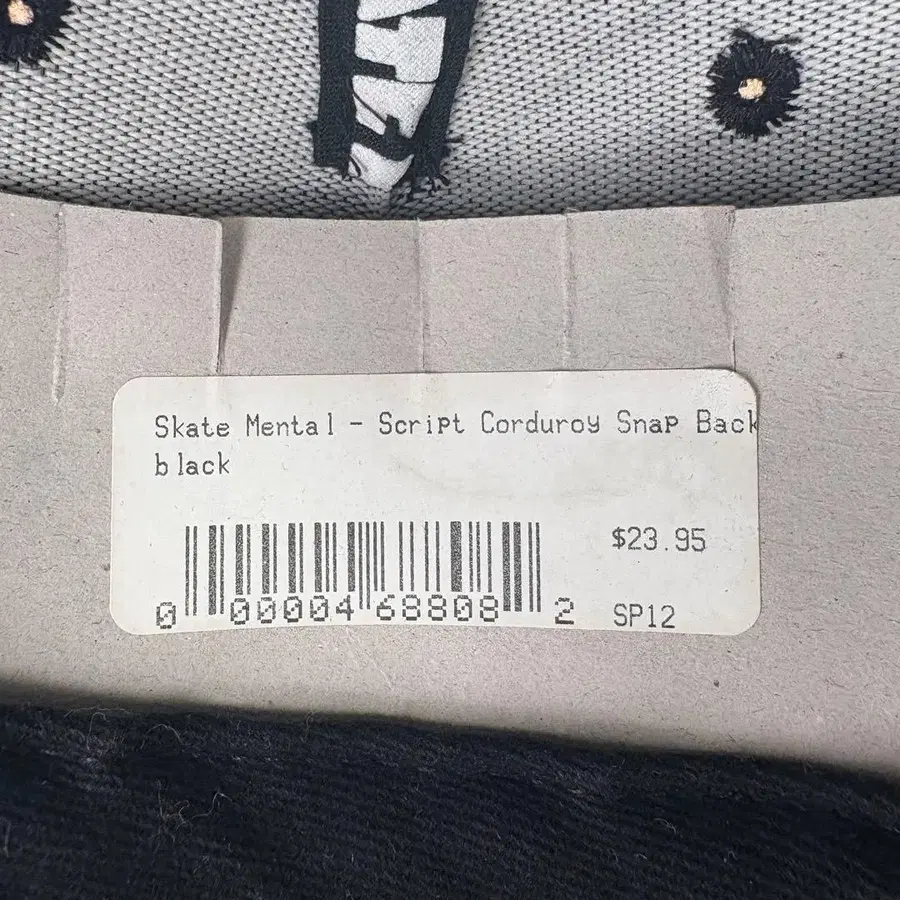 Skate Mental - Script Corduroy Snap Back
black
$23.95
0 00004 68808 2
SP12